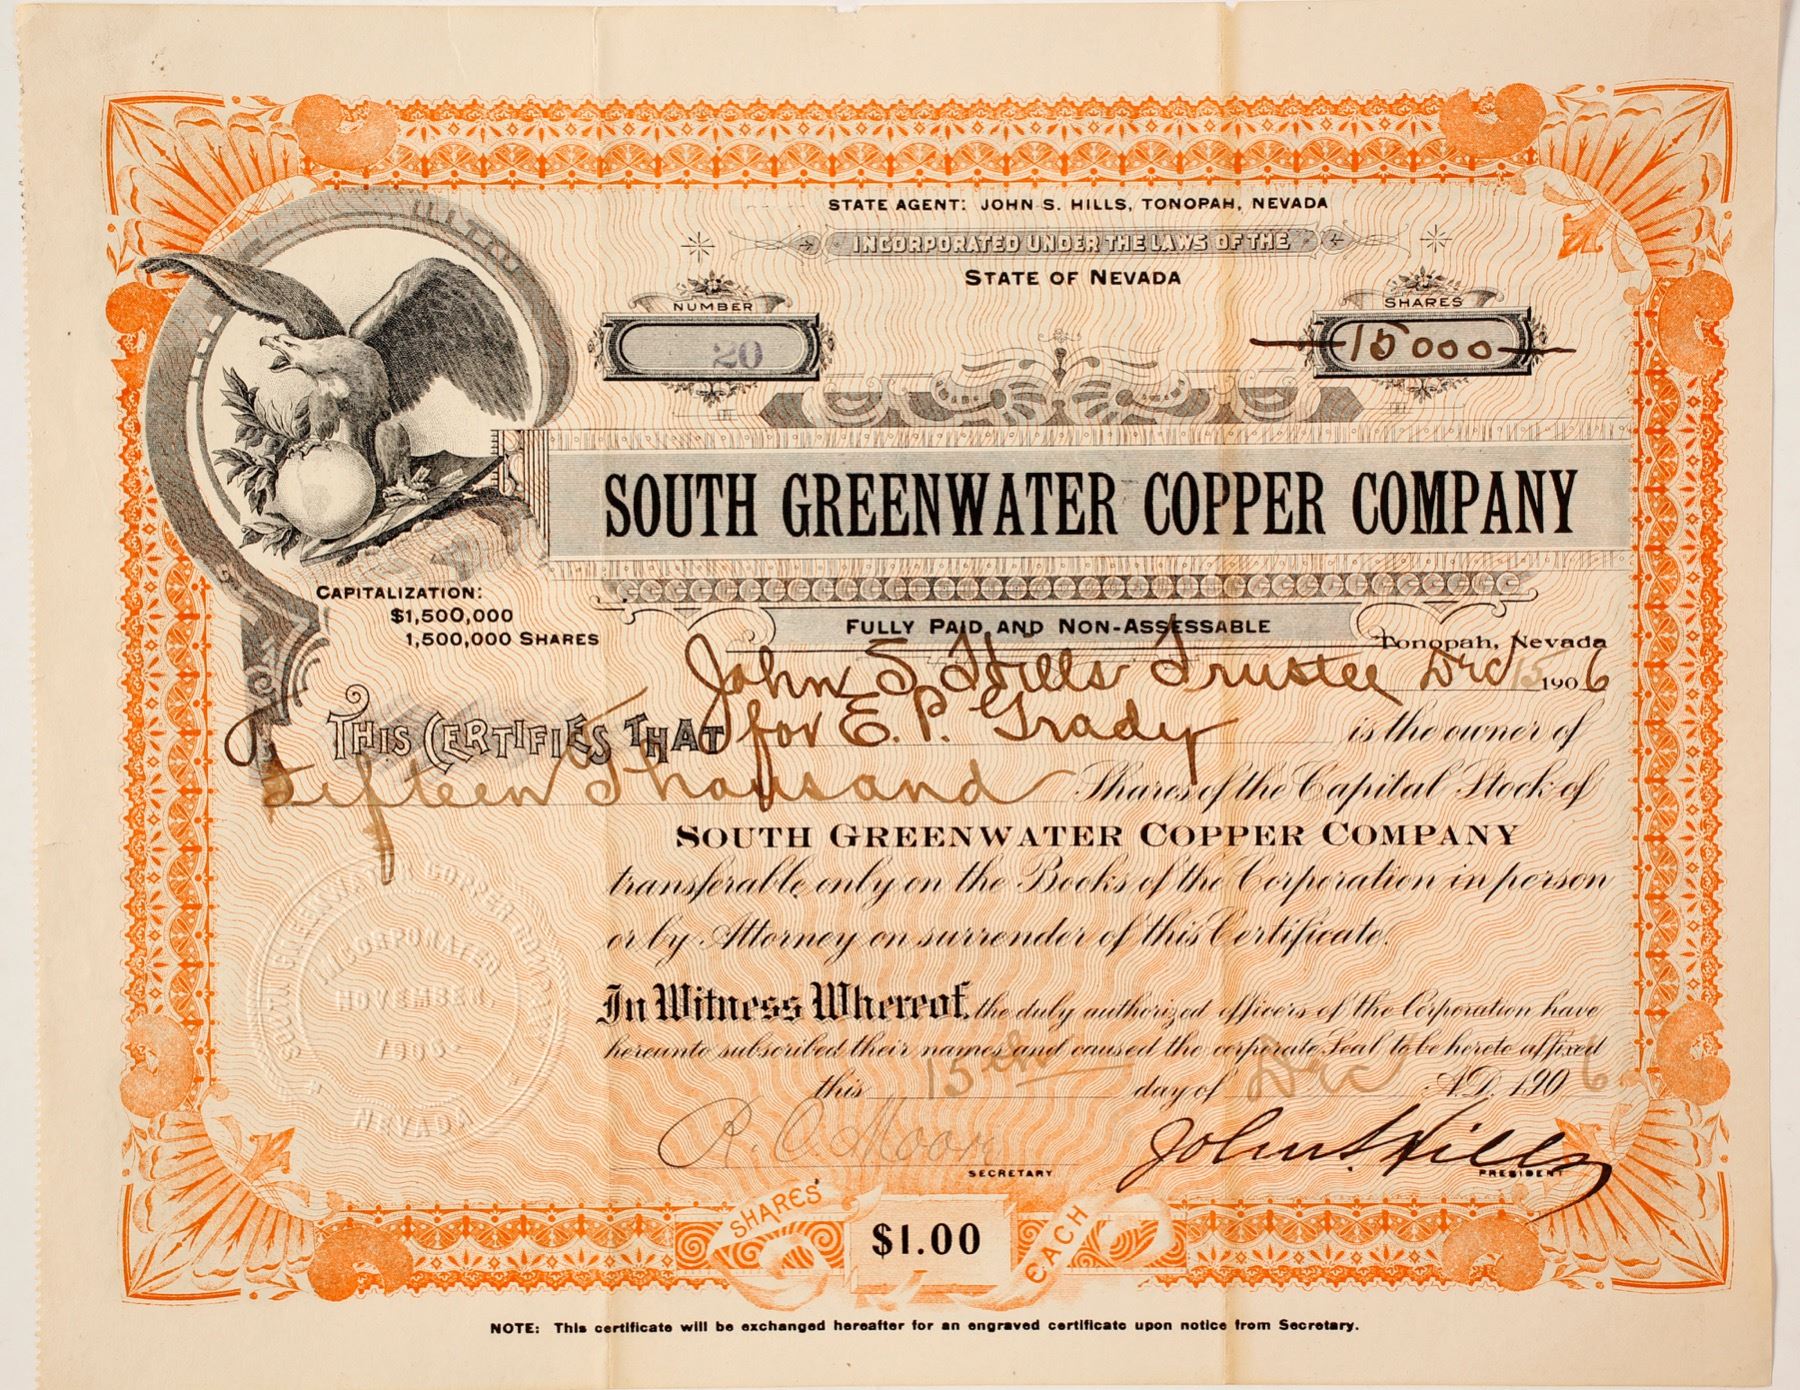 STATE AGENT: JOHN S. HILLS, TONOPAH, NEVADA
INCORPORATED UNDER THE LAWS OF THE
STATE OF NEVADA
NUMBER
20
SHARES
15000
SOUTH GREENWATER COPPER COMPANY
CAPITALIZATION:
$1,500,000
1,500,000 SHARES
FULLY PAID AND NON-ASSESSABLE
Tonopah, Nevada
John S. Hills Trustee Dec 15 1906
THIS CERTIFIES THAT for E. P. Grady is the owner of
Fifteen Thousand Shares of the Capital Stock of
SOUTH GREENWATER COPPER COMPANY
transferable only on the Books of the Corporation in person
or by Attorney on surrender of this Certificate.
In Witness Whereof, the duly authorized officers of the Corporation have
hereunto subscribed their names and caused the corporate Seal to be hereto affixed
this 15th day of Dec A.D. 1906
R. C. Moore
SECRETARY
John S. Hills
PRESIDENT
SOUTH GREENWATER COPPER COMPANY
INCORPORATED
NOVEMBER,
1906.
NEVADA
SHARES $1.00 EACH
NOTE: This certificate will be exchanged hereafter for an engraved certificate upon notice from Secretary.